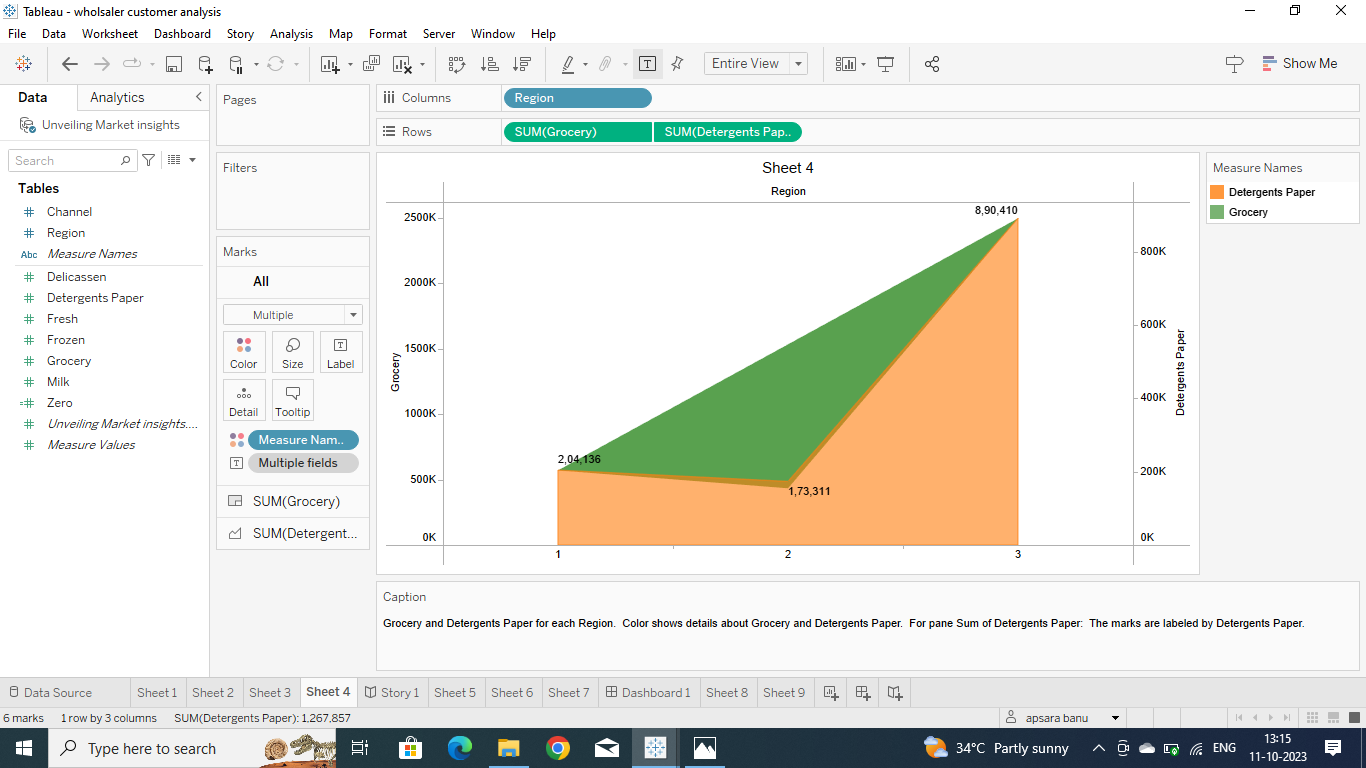 Tableau - wholsaler customer analysis
File Data Worksheet Dashboard Story Analysis Map Format Server Window Help
Entire View
Show Me
Data Analytics
Unveiling Market insights
Search
Tables
Channel
Region
Abc Measure Names
Delicassen
Detergents Paper
Fresh
Frozen
Grocery
Milk
Zero
Unveiling Market insights....
Measure Values
Pages
Filters
Marks
All
Multiple
Color Size Label
Detail Tooltip
Measure Nam..
Multiple fields
SUM(Grocery)
SUM(Detergent...
Columns Region
Rows SUM(Grocery) SUM(Detergents Pap..
Sheet 4
Region
2500K
2000K
1500K
1000K
500K
0K
Grocery
8,90,410
2,04,136
1,73,311
1 2 3
800K
600K
400K
200K
0K
Detergents Paper
Measure Names
Detergents Paper
Grocery
Caption
Grocery and Detergents Paper for each Region. Color shows details about Grocery and Detergents Paper. For pane Sum of Detergents Paper: The marks are labeled by Detergents Paper.
Data Source Sheet 1 Sheet 2 Sheet 3 Sheet 4 Story 1 Sheet 5 Sheet 6 Sheet 7 Dashboard 1 Sheet 8 Sheet 9
6 marks 1 row by 3 columns SUM(Detergents Paper): 1,267,857
apsara banu
Type here to search
34°C Partly sunny
ENG
13:15
11-10-2023